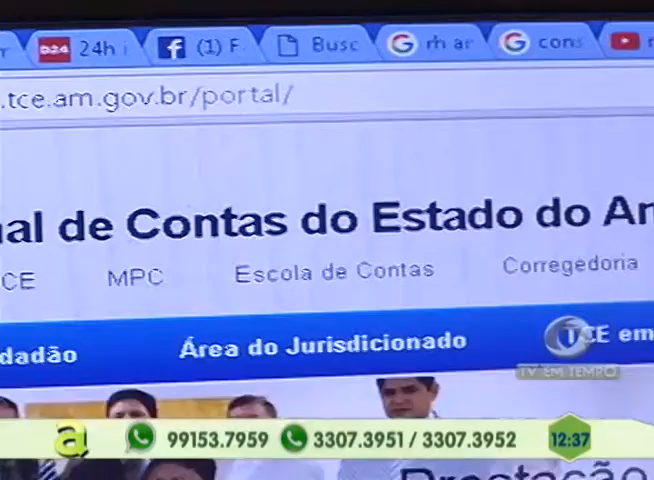 24h
(1) F
Busc
rh ar
cons
.tce.am.gov.br/portal/
nal de Contas do Estado do Am
CE MPC Escola de Contas Corregedoria
dadão Área do Jurisdicionado TCE em
TV EM TEMPO
a 99153.7959 3307.3951 / 3307.3952 12:37
Prestação